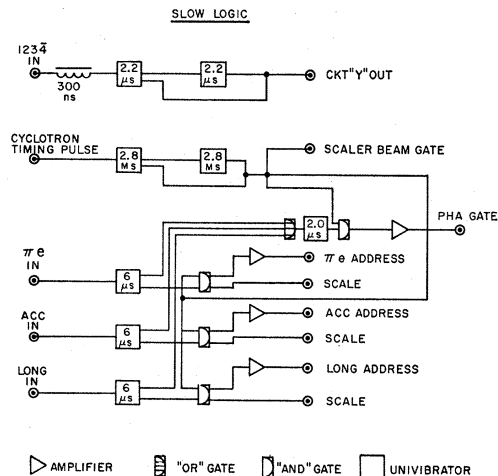 SLOW LOGIC
1234̄
IN
300
ns
2.2
μs
2.2
μs
CKT "Y" OUT
CYCLOTRON
TIMING PULSE
2.8
Ms
2.8
Ms
SCALER BEAM GATE
2.0
μs
PHA GATE
πe
IN
6
μs
πe ADDRESS
SCALE
ACC
IN
6
μs
ACC ADDRESS
SCALE
LONG
IN
6
μs
LONG ADDRESS
SCALE
AMPLIFIER
"OR" GATE
"AND" GATE
UNIVIBRATOR